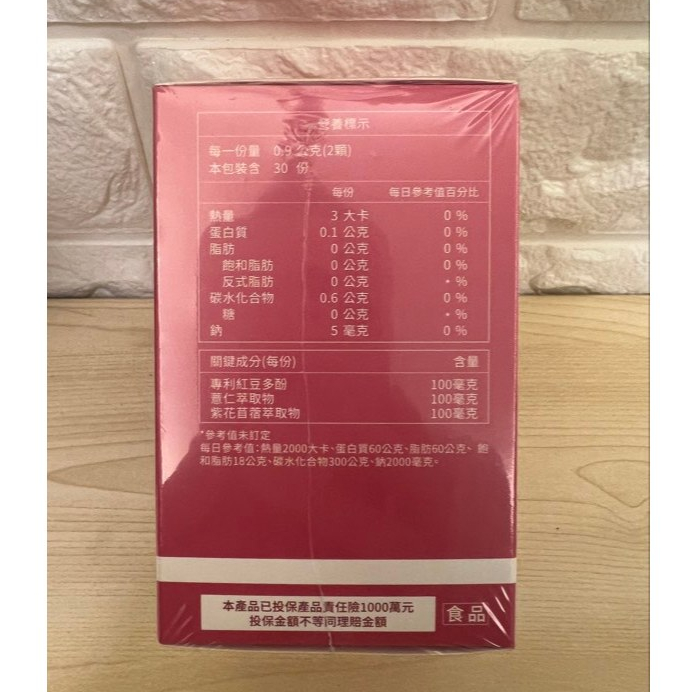 營養標示
每一份量 0.9 公克(2顆)
本包裝含 30 份
每份 每日參考值百分比
熱量 3 大卡 0 %
蛋白質 0.1 公克 0 %
脂肪 0 公克 0 %
飽和脂肪 0 公克 0 %
反式脂肪 0 公克 * %
碳水化合物 0.6 公克 0 %
糖 0 公克 * %
鈉 5 毫克 0 %
關鍵成分(每份) 含量
專利紅豆多酚 100毫克
薏仁萃取物 100毫克
紫花苜蓿萃取物 100毫克
*參考值未訂定
每日參考值：熱量2000大卡、蛋白質60公克、脂肪60公克、飽
和脂肪18公克、碳水化合物300公克、鈉2000毫克。
本產品已投保產品責任險1000萬元
投保金額不等同理賠金額
食品